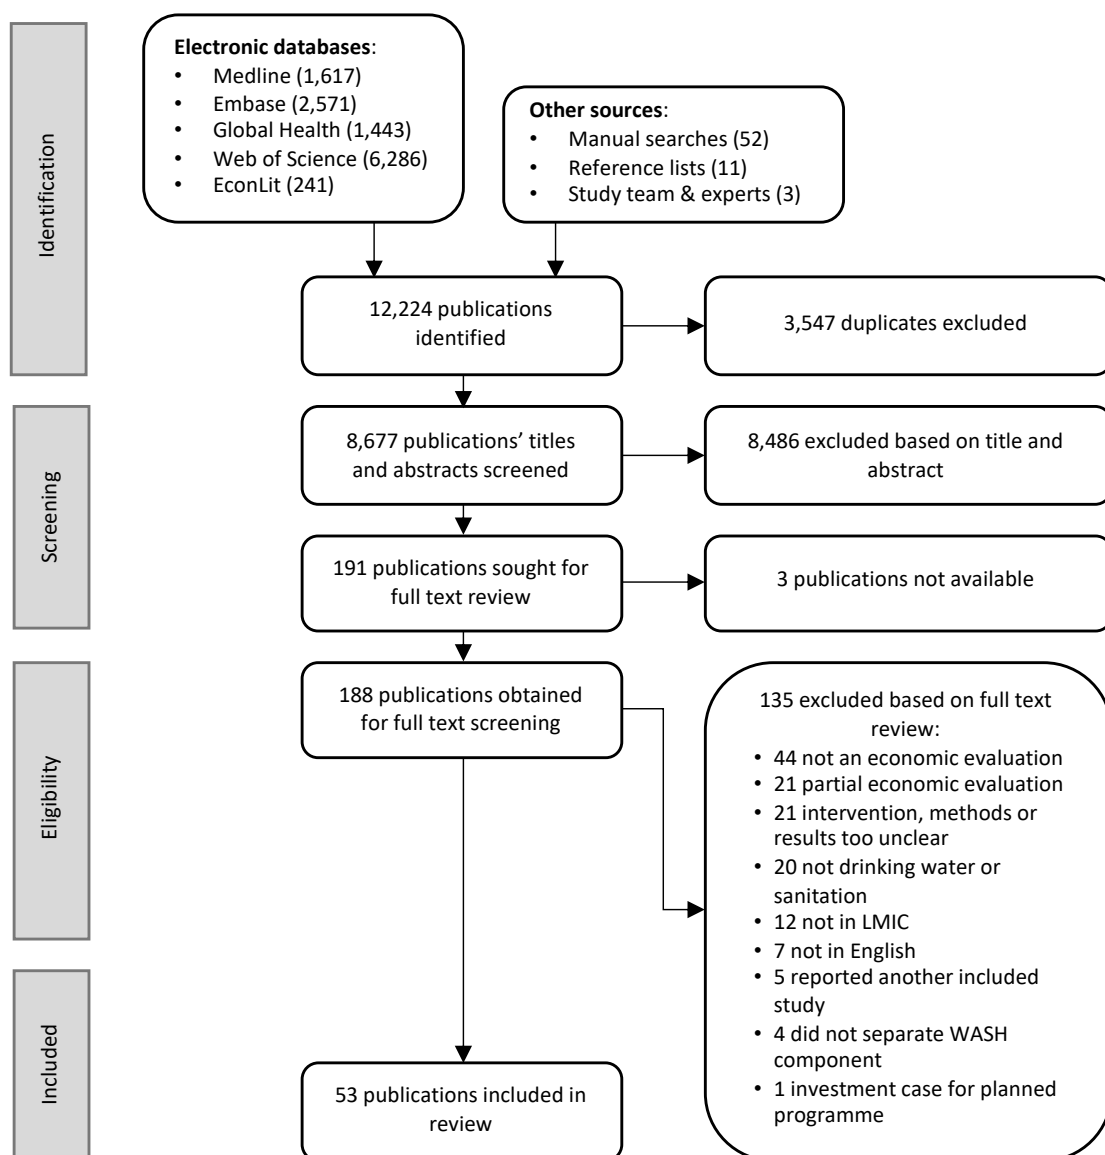 Identification
Electronic databases:
• Medline (1,617)
• Embase (2,571)
• Global Health (1,443)
• Web of Science (6,286)
• EconLit (241)
Other sources:
• Manual searches (52)
• Reference lists (11)
• Study team & experts (3)
12,224 publications
identified
3,547 duplicates excluded
Screening
8,677 publications’ titles
and abstracts screened
8,486 excluded based on title and
abstract
191 publications sought for
full text review
3 publications not available
Eligibility
188 publications obtained
for full text screening
135 excluded based on full text
review:
• 44 not an economic evaluation
• 21 partial economic evaluation
• 21 intervention, methods or
results too unclear
• 20 not drinking water or
sanitation
• 12 not in LMIC
• 7 not in English
• 5 reported another included
study
• 4 did not separate WASH
component
• 1 investment case for planned
programme
Included
53 publications included in
review